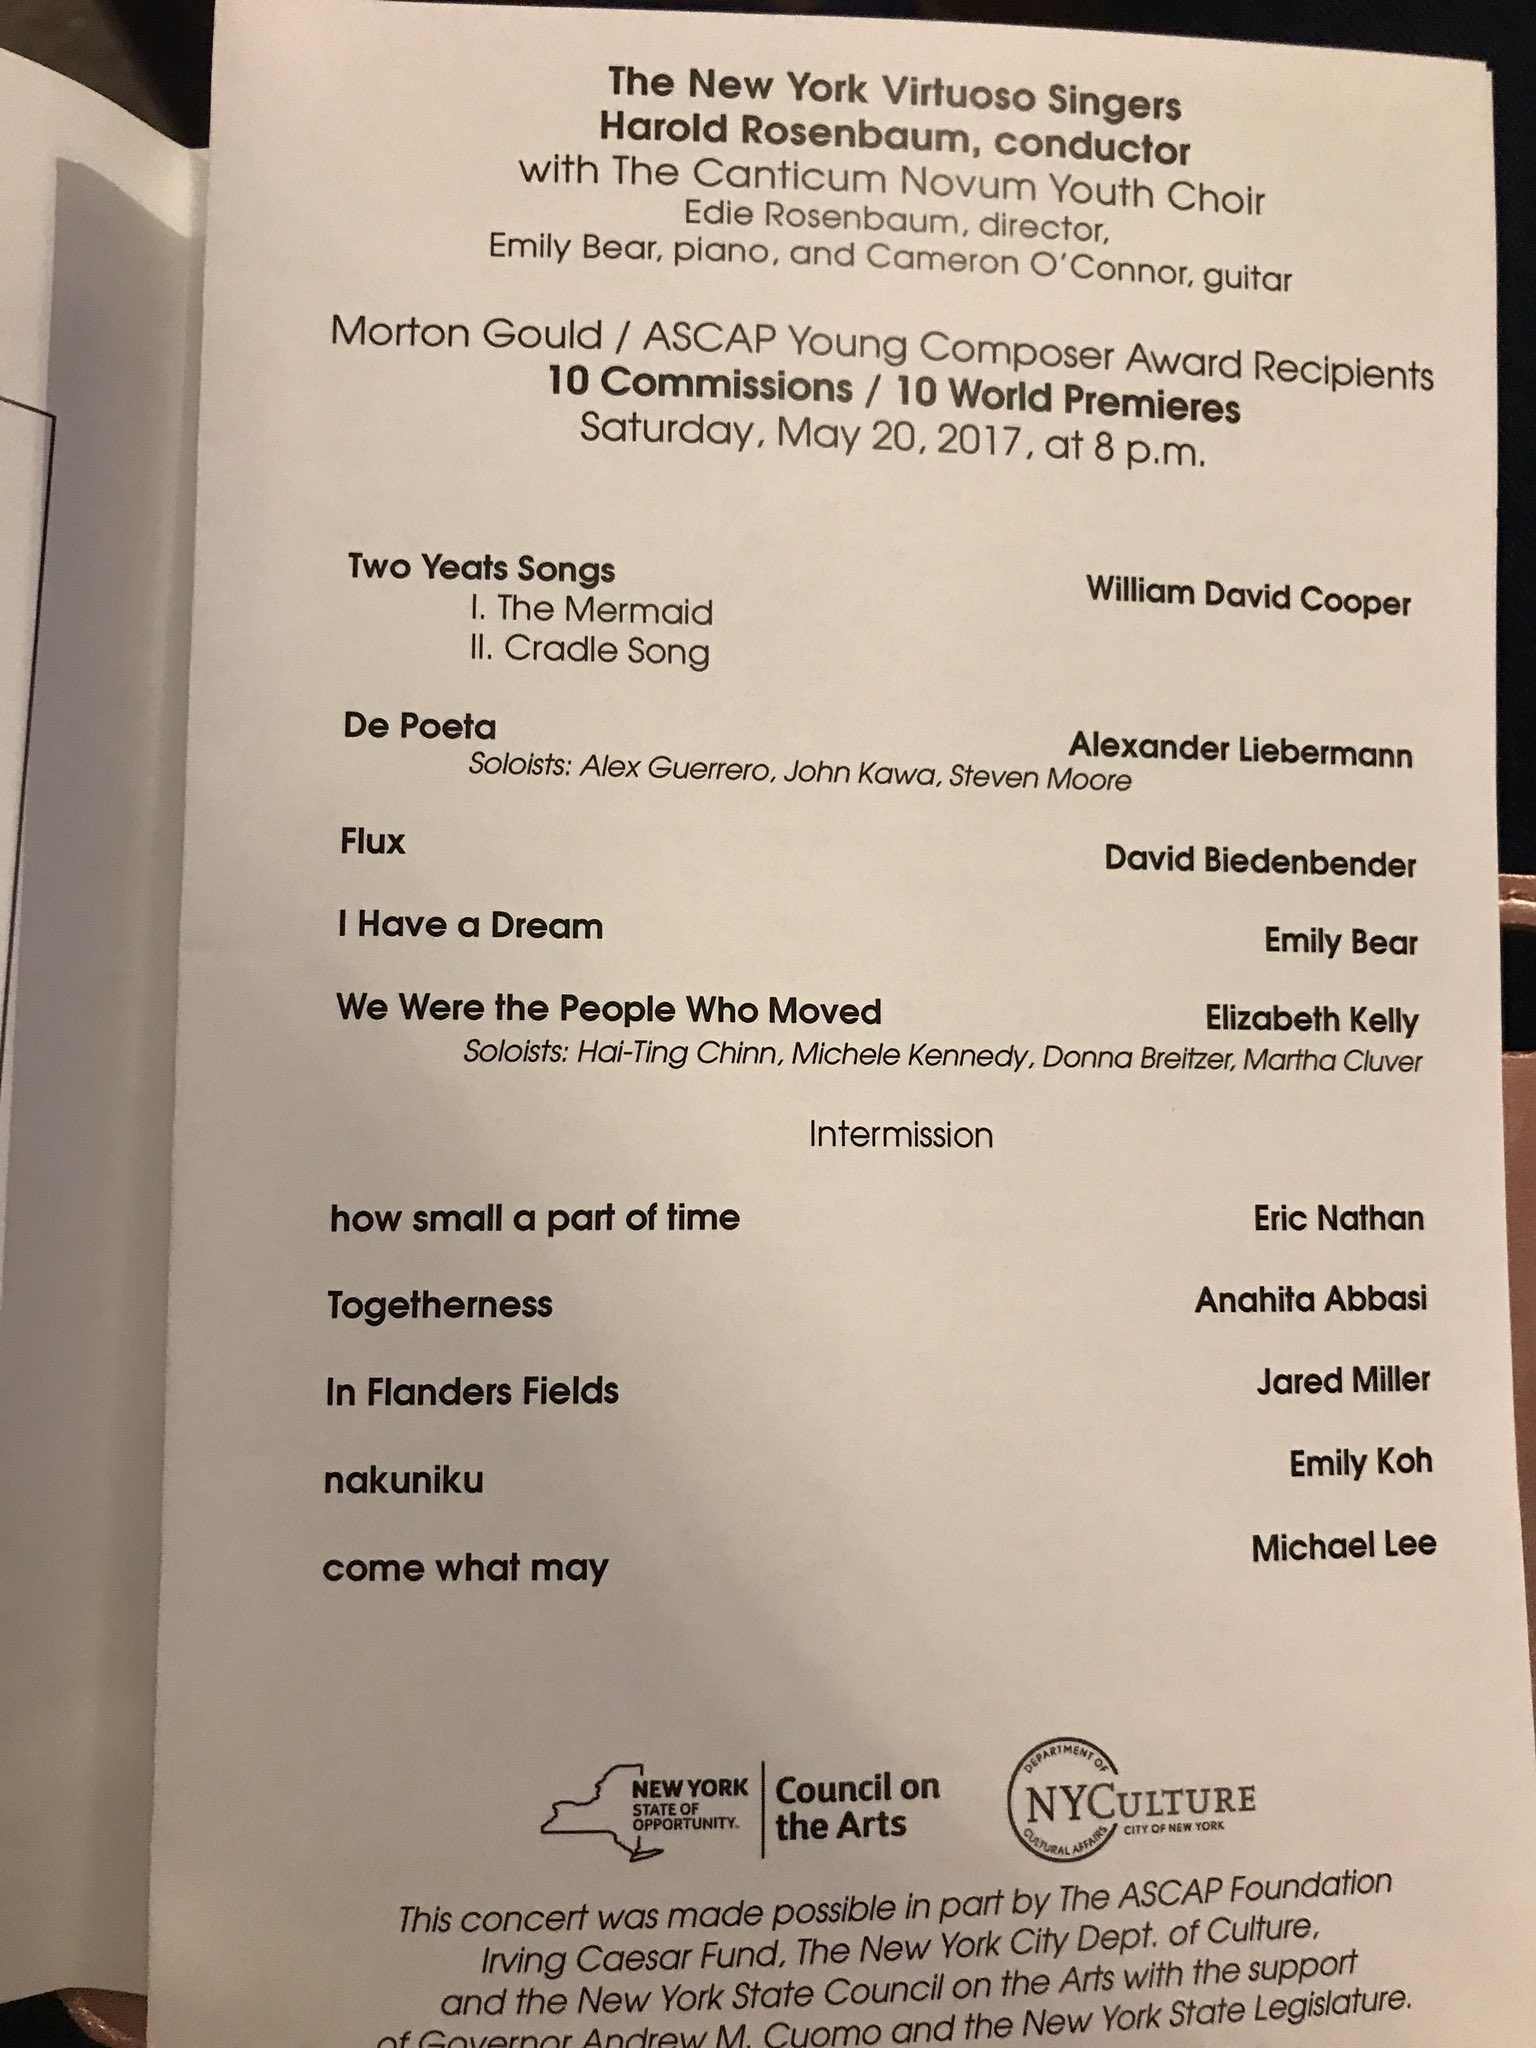 The New York Virtuoso Singers
Harold Rosenbaum, conductor
with The Canticum Novum Youth Choir
Edie Rosenbaum, director,
Emily Bear, piano, and Cameron O'Connor, guitar
Morton Gould / ASCAP Young Composer Award Recipients
10 Commissions / 10 World Premieres
Saturday, May 20, 2017, at 8 p.m.
Two Yeats Songs William David Cooper
I. The Mermaid
II. Cradle Song
De Poeta Alexander Liebermann
Soloists: Alex Guerrero, John Kawa, Steven Moore
Flux David Biedenbender
I Have a Dream Emily Bear
We Were the People Who Moved Elizabeth Kelly
Soloists: Hai-Ting Chinn, Michele Kennedy, Donna Breitzer, Martha Cluver
Intermission
how small a part of time Eric Nathan
Togetherness Anahita Abbasi
In Flanders Fields Jared Miller
nakuniku Emily Koh
come what may Michael Lee
NEW YORK
STATE OF
OPPORTUNITY.
Council on
the Arts
DEPARTMENT OF
NYCULTURE
CITY OF NEW YORK
CULTURAL AFFAIRS
This concert was made possible in part by The ASCAP Foundation
Irving Caesar Fund, The New York City Dept. of Culture,
and the New York State Council on the Arts with the support
of Governor Andrew M. Cuomo and the New York State Legislature.